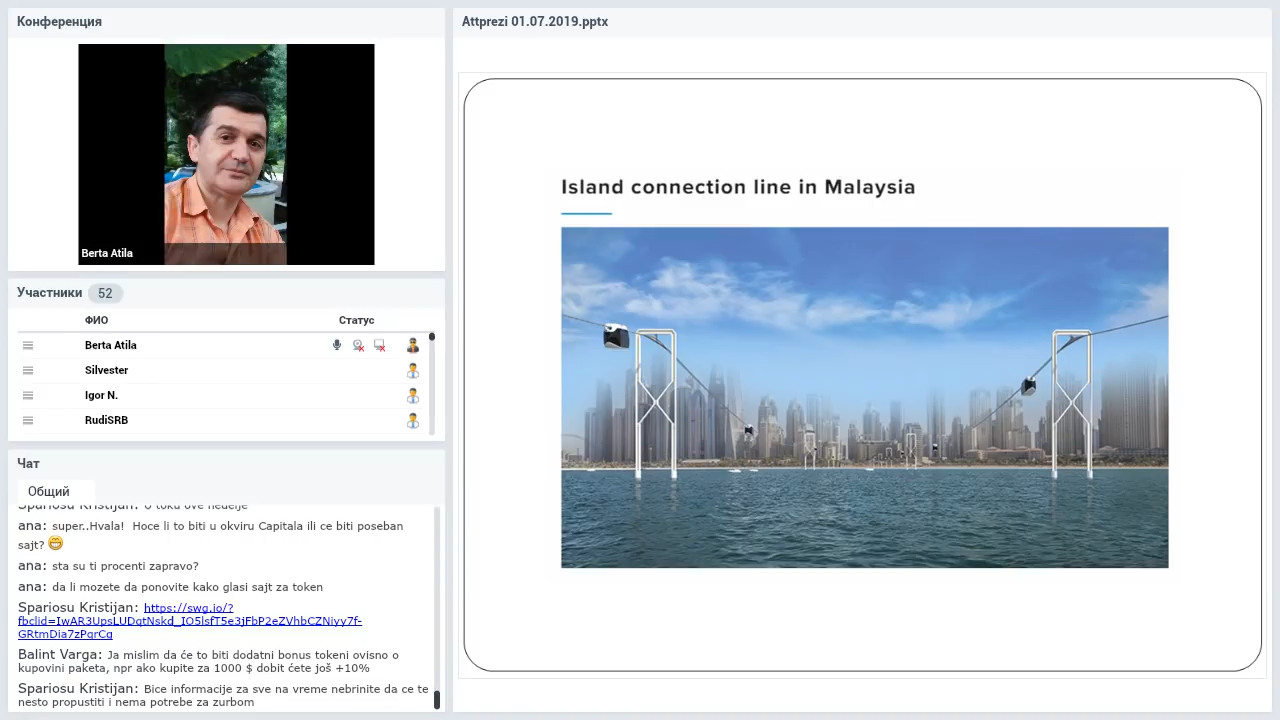 Конференция
Berta Atila
Участники 52
ФИО Статус
Berta Atila
Silvester
Igor N.
RudiSRB
Чат
Общий
Spariosu Kristijan: U toku ove nedelje
ana: super..Hvala! Hoce li to biti u okviru Capitala ili ce biti poseban
sajt?
ana: sta su ti procenti zapravo?
ana: da li mozete da ponovite kako glasi sajt za token
Spariosu Kristijan: https://swg.io/?
Balint Varga: Ja mislim da će to biti dodatni bonus tokeni ovisno o
kupovini paketa, npr ako kupite za 1000 $ dobit ćete još +10%
Spariosu Kristijan: Bice informacije za sve na vreme nebrinite da ce te
nesto propustiti i nema potrebe za zurbom
Attprezi 01.07.2019.pptx
Island connection line in Malaysia